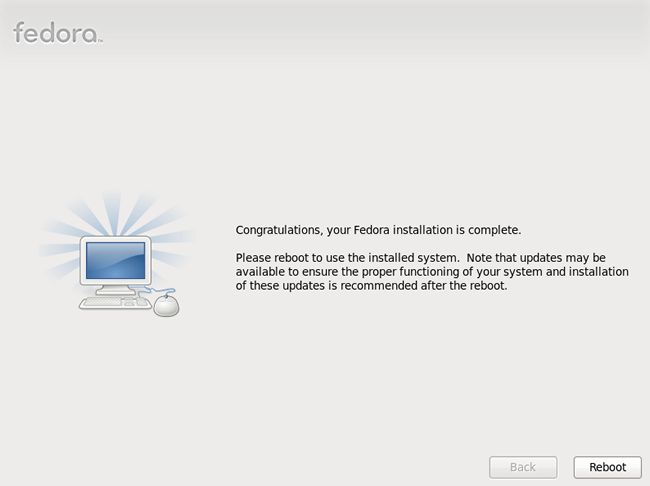 fedora™
Congratulations, your Fedora installation is complete.
Please reboot to use the installed system.  Note that updates may be
available to ensure the proper functioning of your system and installation
of these updates is recommended after the reboot.
Back
Reboot